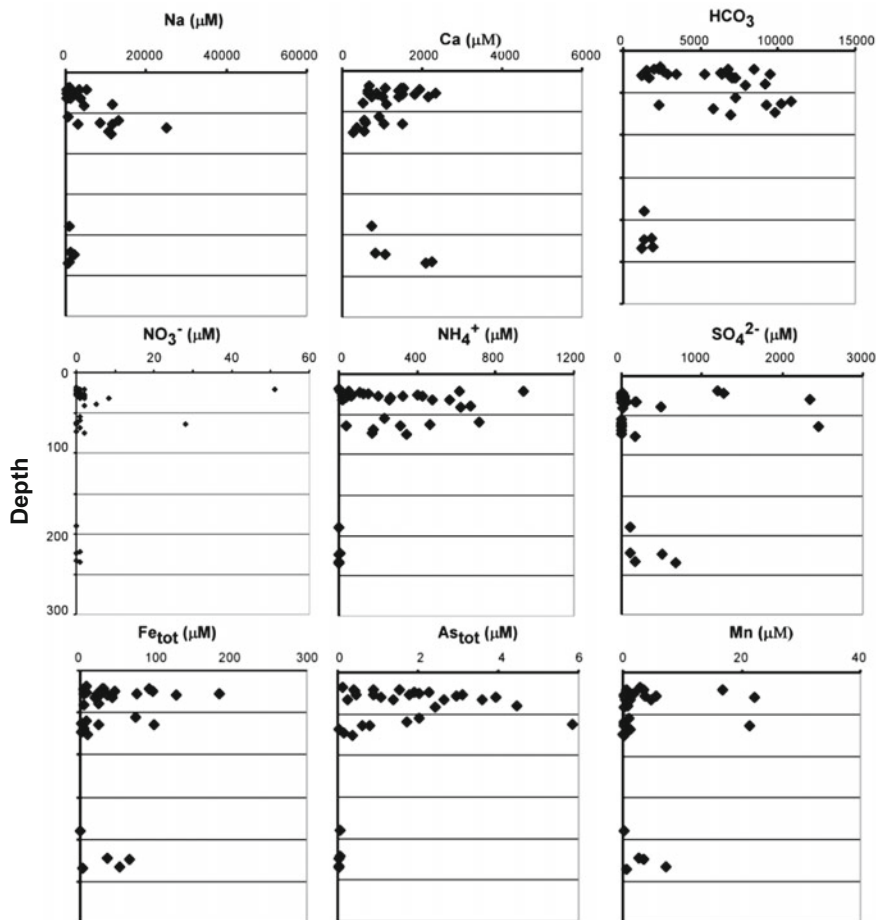 Na (μM)
0 20000 40000 60000
Ca (μM)
0 2000 4000 6000
HCO3
0 5000 10000 15000
NO3- (μM)
0 20 40 60
NH4+ (μM)
0 400 800 1200
SO42- (μM)
0 1000 2000 3000
Depth
0
100
200
300
Fetot (μM)
0 100 200 300
Astot (μM)
0 2 4 6
Mn (μM)
0 20 40